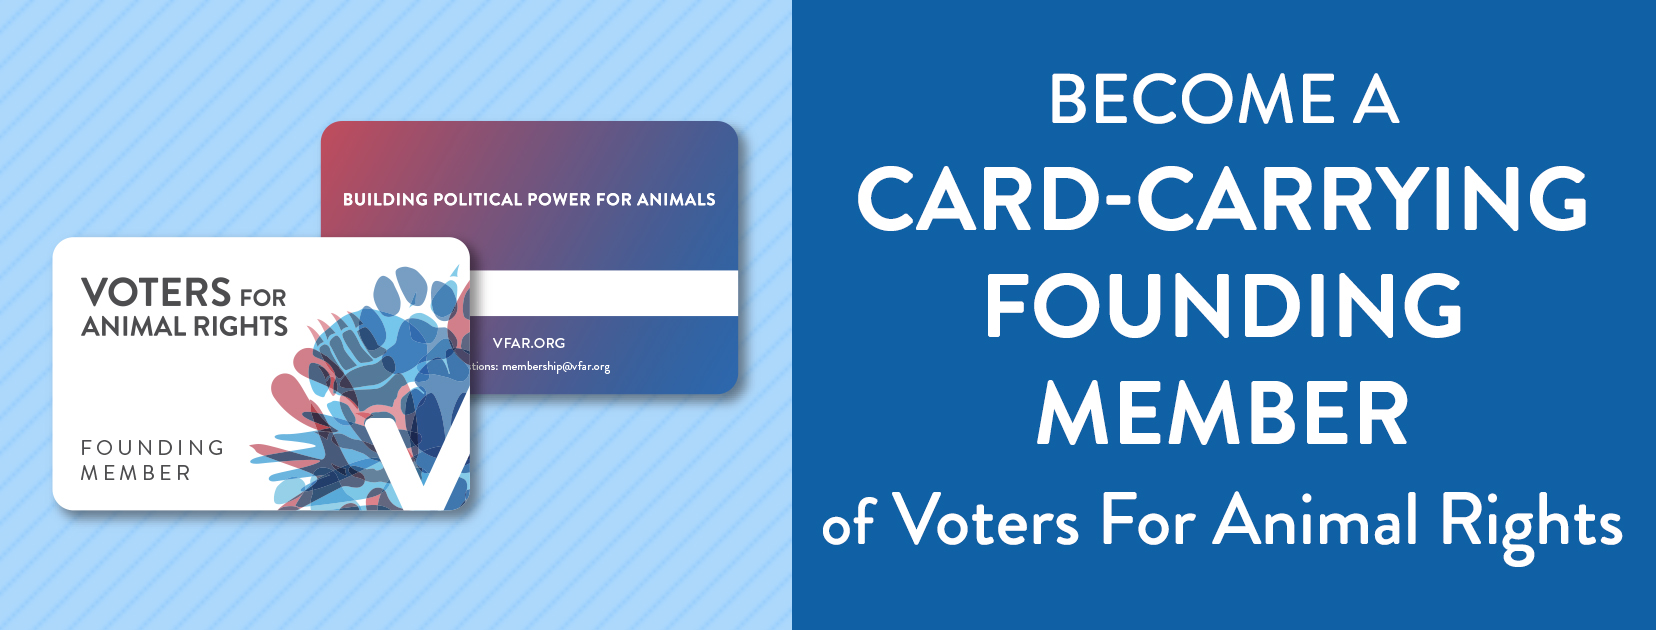 BUILDING POLITICAL POWER FOR ANIMALS
VFAR.ORG
membership@vfar.org
VOTERS FOR
ANIMAL RIGHTS
FOUNDING
MEMBER
BECOME A
CARD-CARRYING
FOUNDING
MEMBER
of Voters For Animal Rights